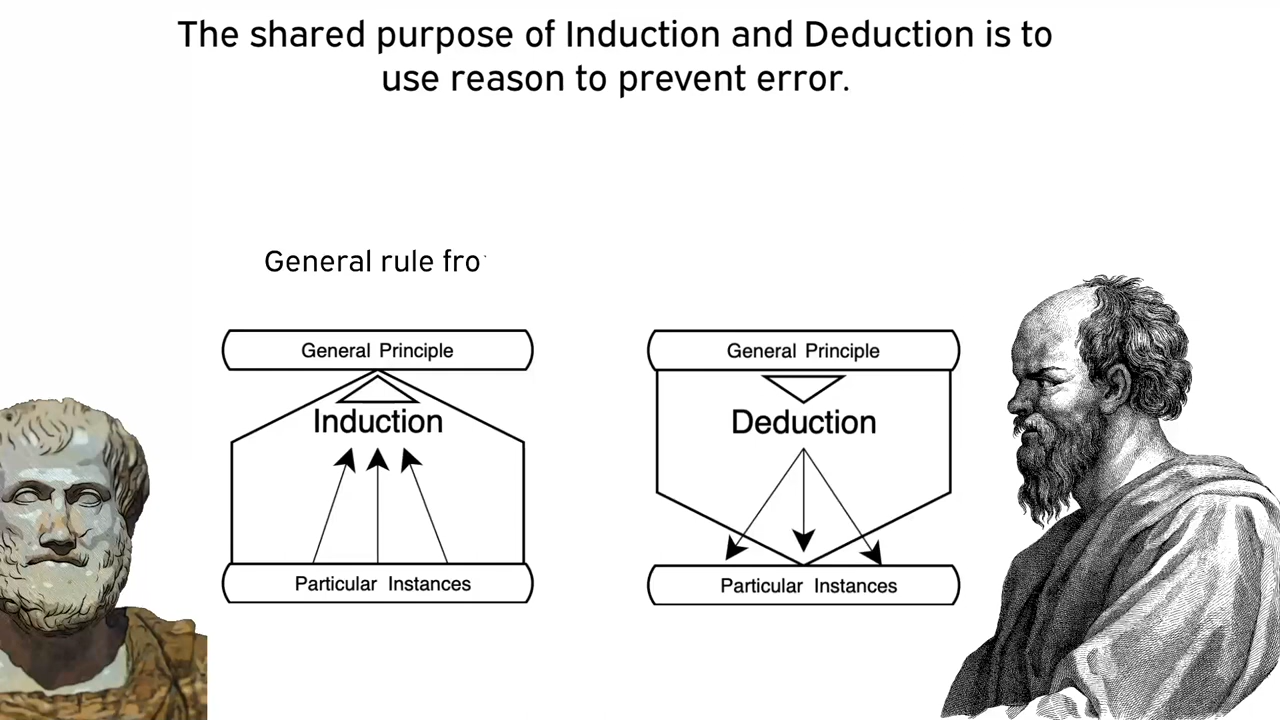 The shared purpose of Induction and Deduction is to
use reason to prevent error.
General rule fro
General Principle
Induction
Particular Instances
General Principle
Deduction
Particular Instances